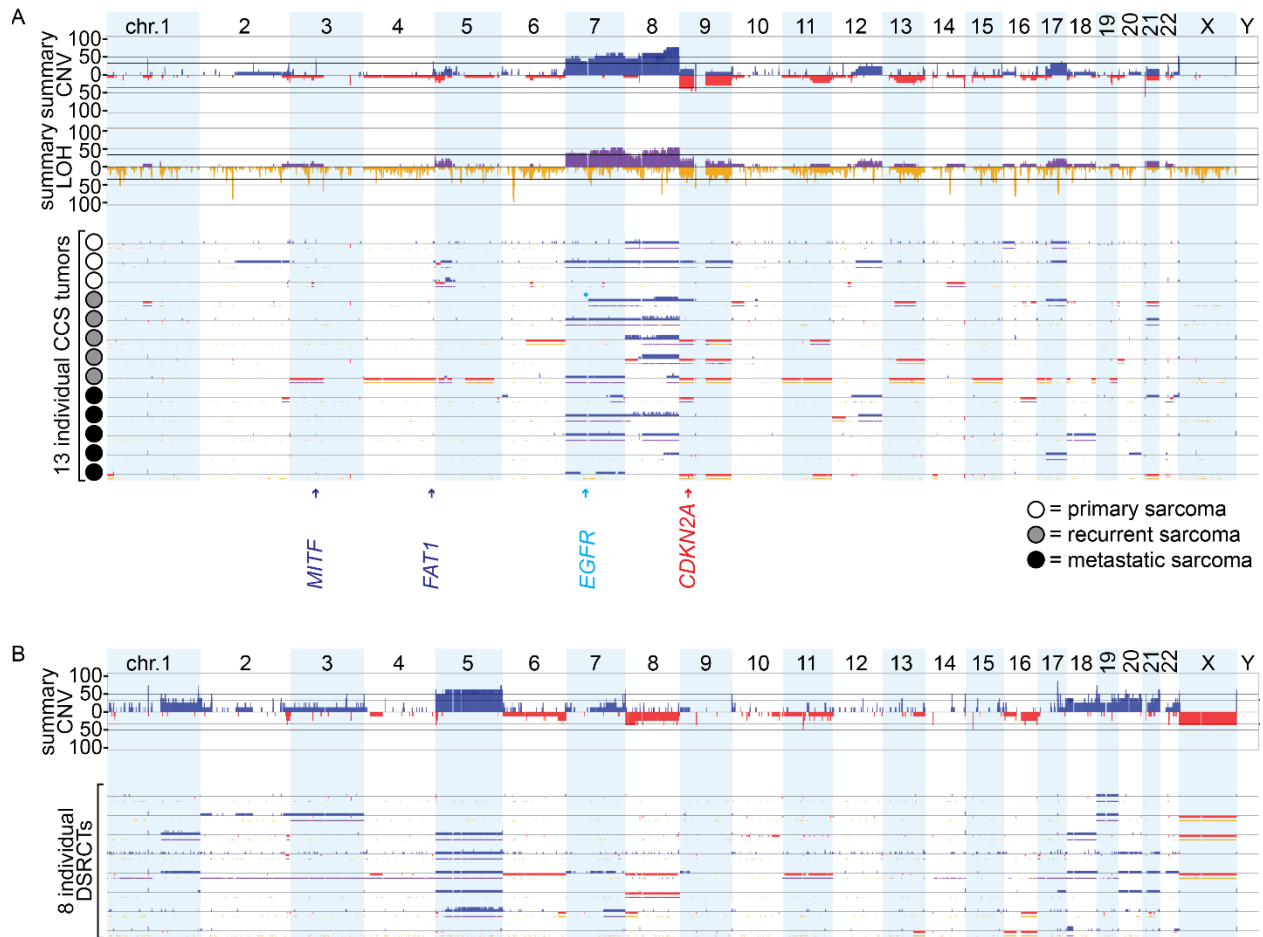 A
chr.1 2 3 4 5 6 7 8 9 10 11 12 13 14 15 16 17 18 19 20 21 22 X Y
summary CNV
100
50
0
50
100
summary LOH
100
50
0
50
100
13 individual CCS tumors
MITF
FAT1
EGFR
CDKN2A
= primary sarcoma
= recurrent sarcoma
= metastatic sarcoma
B
chr.1 2 3 4 5 6 7 8 9 10 11 12 13 14 15 16 17 18 19 20 21 22 X Y
summary
CNV
100
50
0
50
100
8 individual
DSRCTs